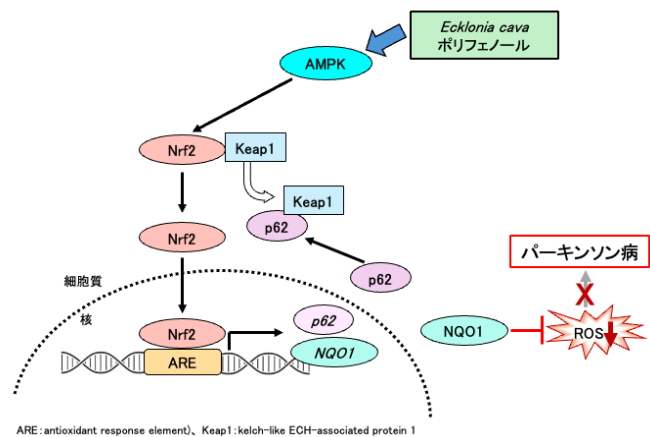 Ecklonia cava
ポリフェノール
AMPK
Nrf2
Keap1
Keap1
p62
Nrf2
p62
パーキンソン病
細胞質
核
Nrf2
ARE
p62
NQO1
NQO1
ROS
X
ARE:antioxidant response element)、Keap1:kelch-like ECH-associated protein 1